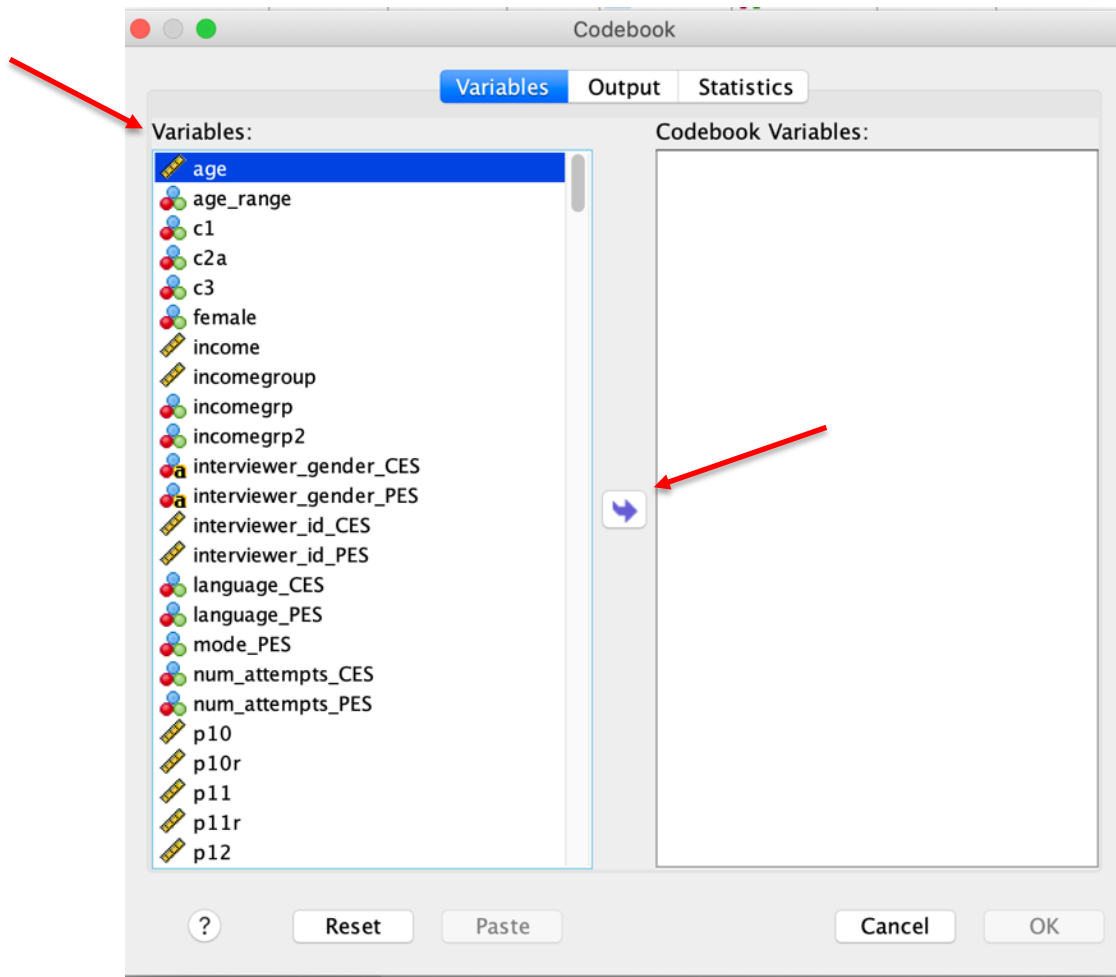 Codebook
Variables Output Statistics
Variables:
Codebook Variables:
age
age_range
c1
c2a
c3
female
income
incomegroup
incomegrp
incomegrp2
a interviewer_gender_CES
a interviewer_gender_PES
interviewer_id_CES
interviewer_id_PES
language_CES
language_PES
mode_PES
num_attempts_CES
num_attempts_PES
p10
p10r
p11
p11r
p12
? Reset Paste Cancel OK